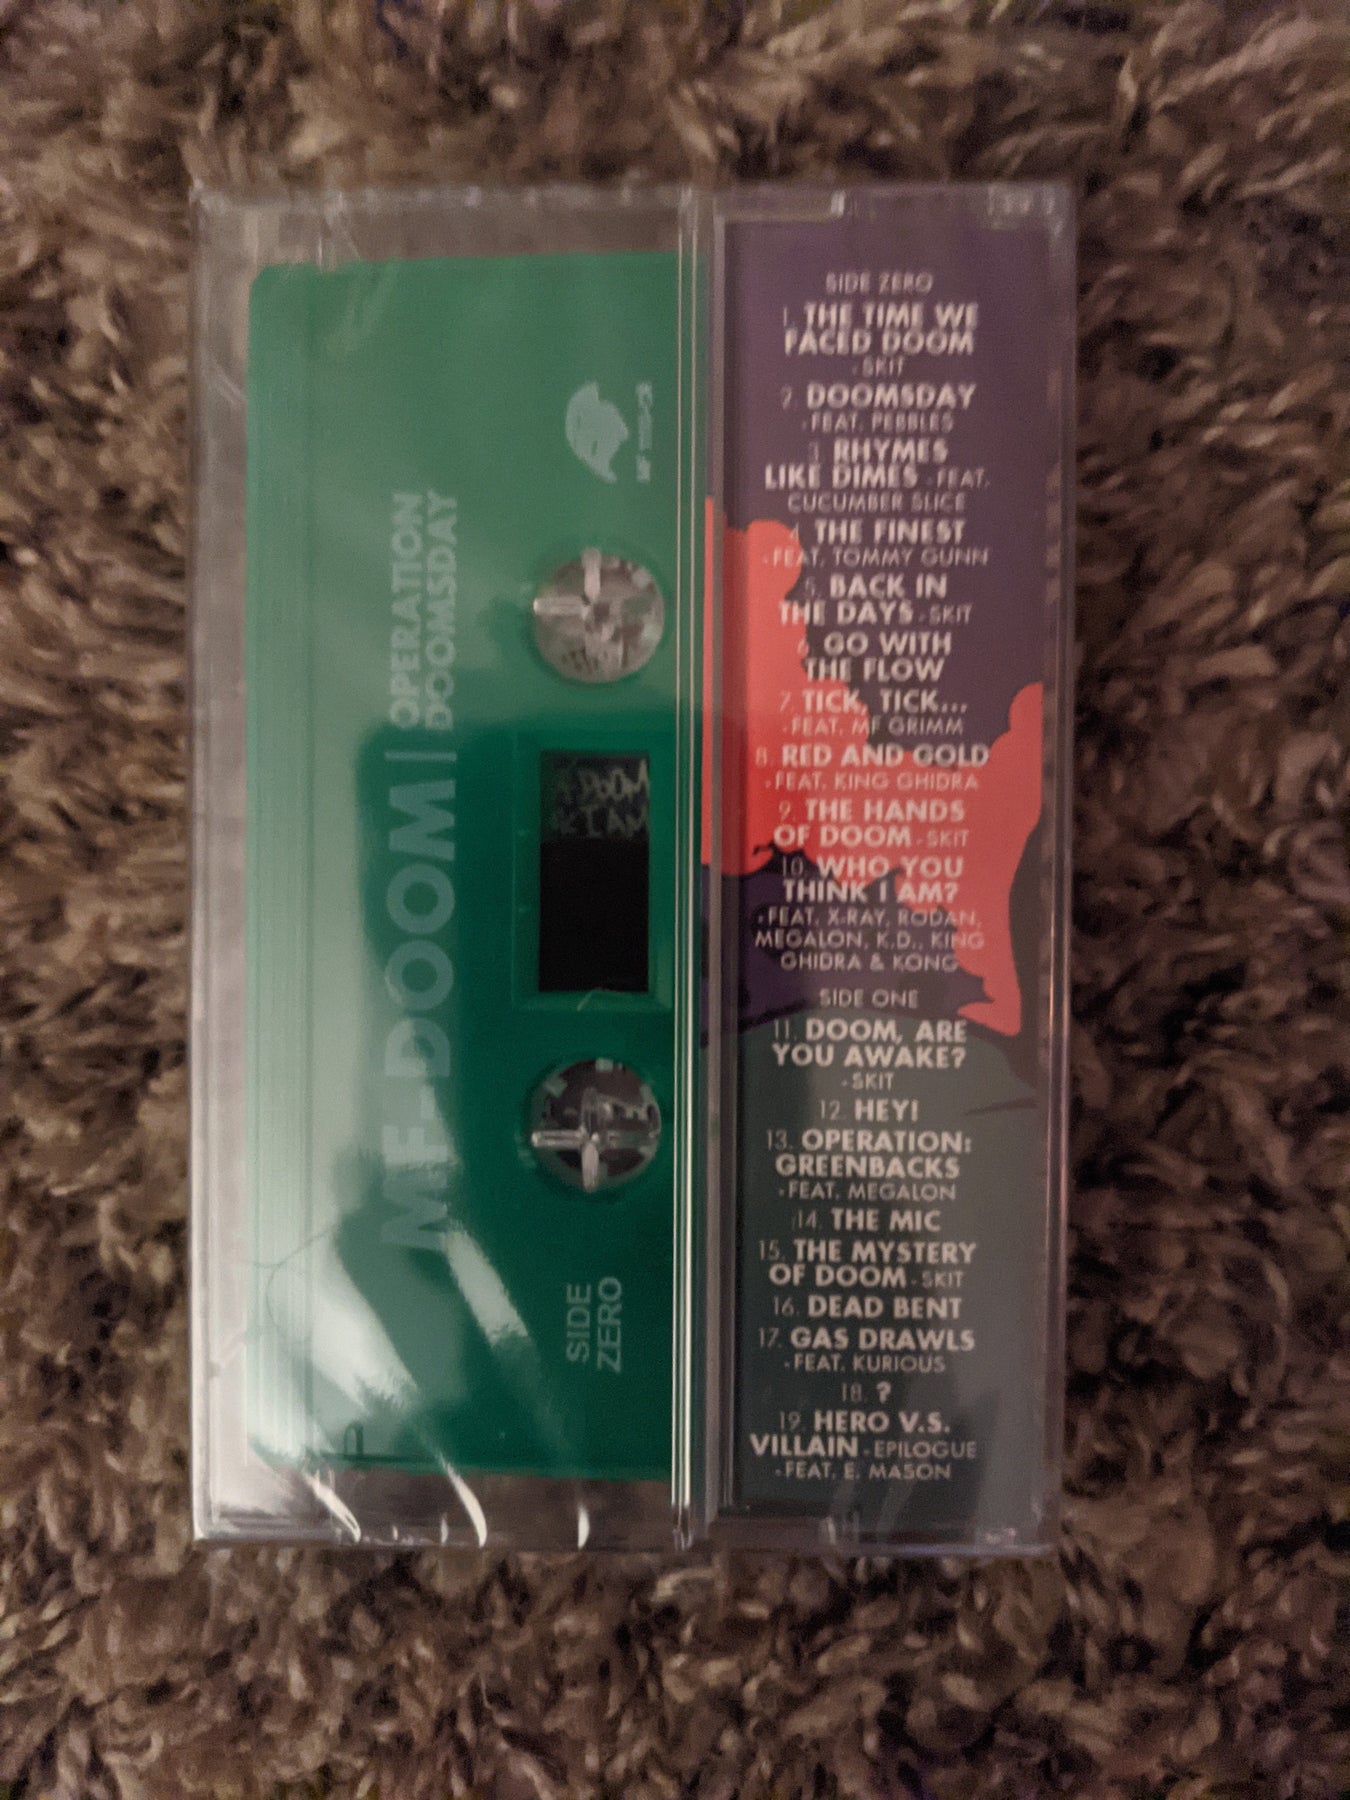 MF-DOOM | OPERATION
DOOMSDAY
SIDE
ZERO
SIDE ZERO
1. THE TIME WE
FACED DOOM
- SKIT
2. DOOMSDAY
- FEAT. PEBBLES
3. RHYMES
LIKE DIMES - FEAT.
CUCUMBER SLICE
4. THE FINEST
- FEAT. TOMMY GUNN
5. BACK IN
THE DAYS - SKIT
6. GO WITH
THE FLOW
7. TICK, TICK...
- FEAT. MF GRIMM
8. RED AND GOLD
- FEAT. KING GHIDRA
9. THE HANDS
OF DOOM - SKIT
10. WHO YOU
THINK I AM?
- FEAT. X-RAY, RODAN,
MEGALON, K.D., KING
GHIDRA & KONG
SIDE ONE
11. DOOM, ARE
YOU AWAKE?
- SKIT
12. HEY!
13. OPERATION:
GREENBACKS
- FEAT. MEGALON
14. THE MIC
15. THE MYSTERY
OF DOOM - SKIT
16. DEAD BENT
17. GAS DRAWLS
- FEAT. KURIOUS
18. ?
19. HERO V.S.
VILLAIN - EPILOGUE
- FEAT. E. MASON